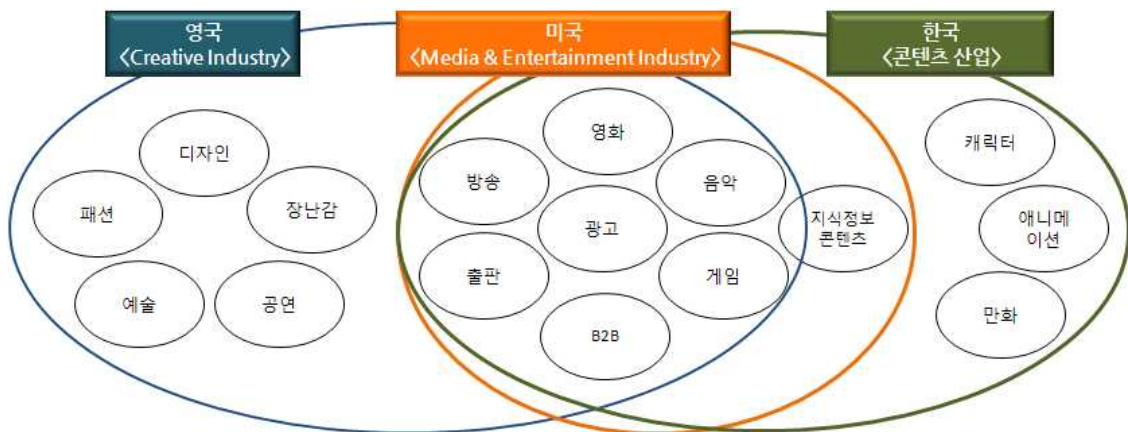 영국
<Creative Industry>
미국
<Media & Entertainment Industry>
한국
<콘텐츠 산업>
디자인
패션
장난감
예술
공연
영화
방송
음악
광고
출판
게임
B2B
지식정보
콘텐츠
캐릭터
애니메
이션
만화